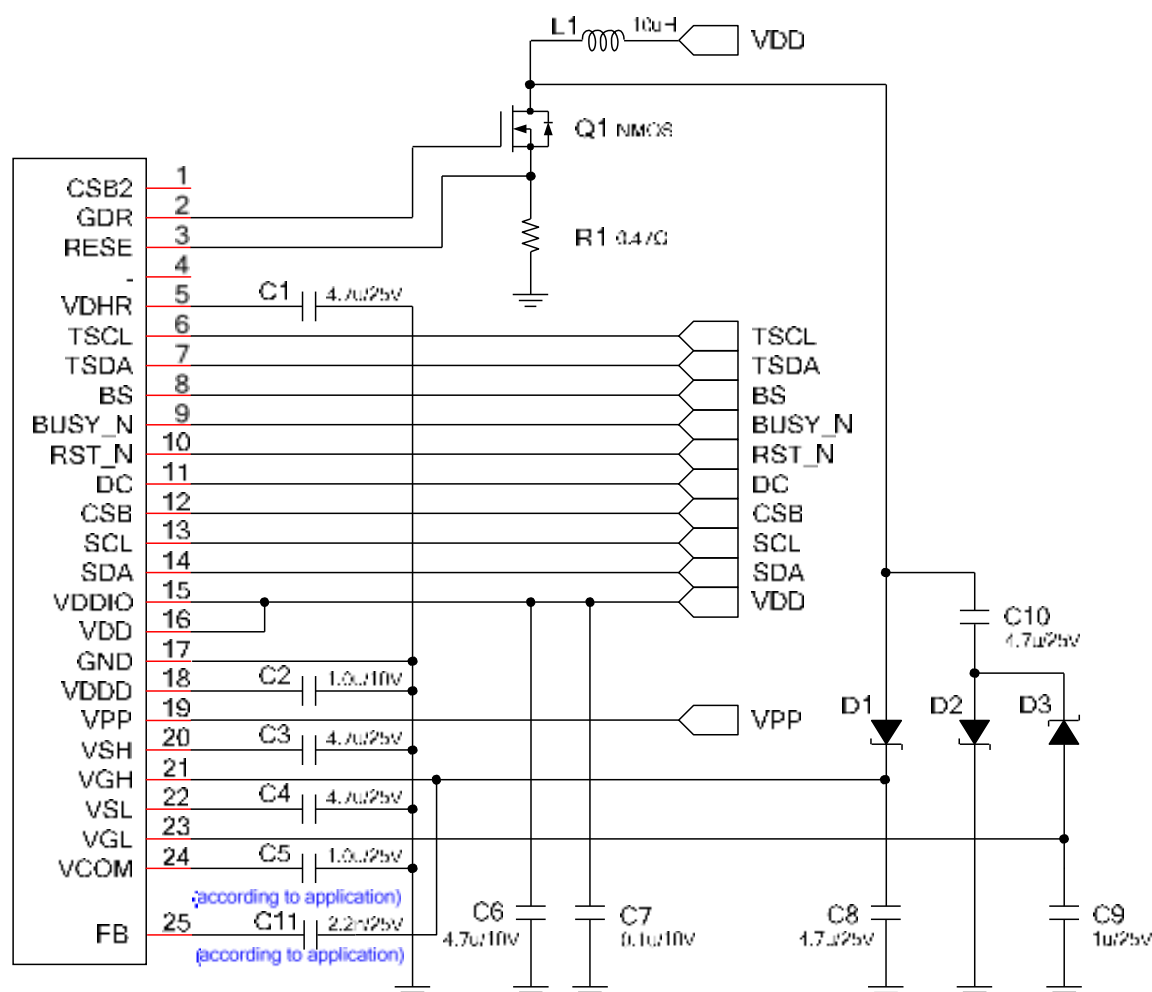 L1 10uH
VDD
Q1 NMOS
R1 0.47Ω
CSB2 1
GDR 2
RESE 3
- 4
VDHR 5
C1 4.7u/25V
TSCL 6 TSCL
TSDA 7 TSDA
BS 8 BS
BUSY_N 9 BUSY_N
RST_N 10 RST_N
DC 11 DC
CSB 12 CSB
SCL 13 SCL
SDA 14 SDA
VDDIO 15 VDD
VDD 16
GND 17
VDDD 18
C2 1.0u/10V
VPP 19 VPP
VSH 20
C3 4.7u/25V
VGH 21
VSL 22
C4 4.7u/25V
VGL 23
VCOM 24
C5 1.0u/25V
(according to application)
FB 25
C11 2.2n/25V
(according to application)
C10
4.7u/25V
D1 D2 D3
C6
4.7u/10V
C7
0.1u/10V
C8
4.7u/25V
C9
1u/25V